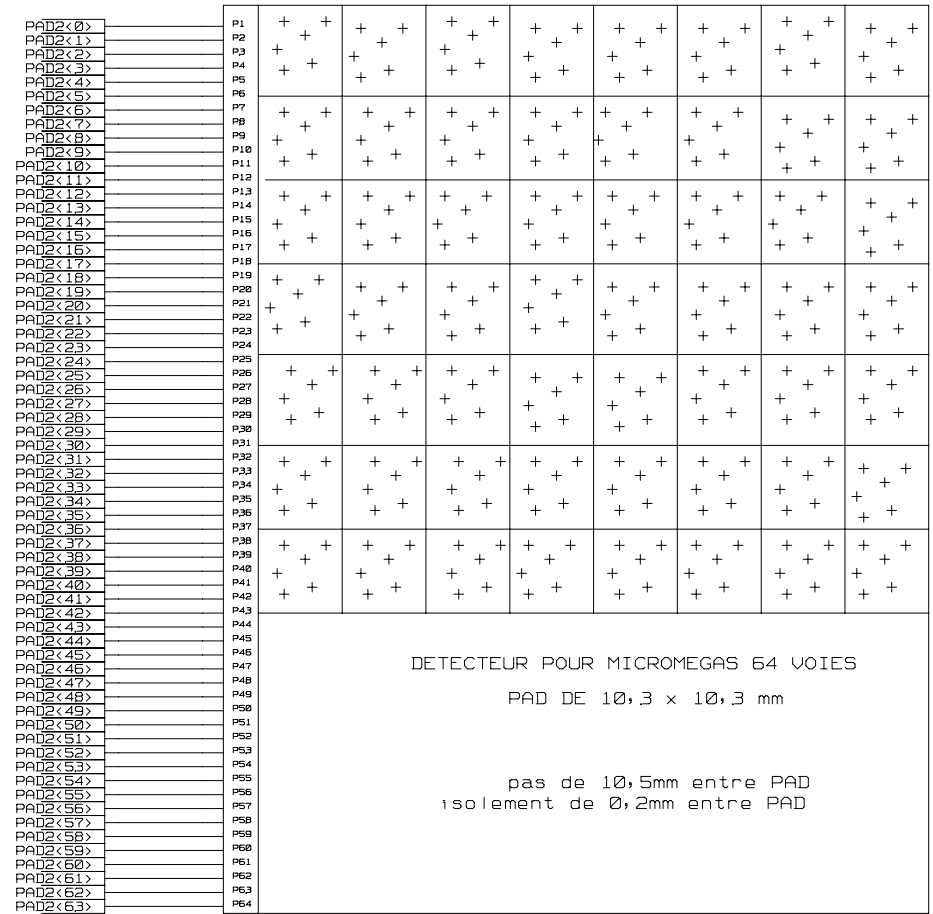 PAD2<0> P1
PAD2<1> P2
PAD2<2> P3
PAD2<3> P4
PAD2<4> P5
PAD2<5> P6
PAD2<6> P7
PAD2<7> P8
PAD2<8> P9
PAD2<9> P10
PAD2<10> P11
PAD2<11> P12
PAD2<12> P13
PAD2<13> P14
PAD2<14> P15
PAD2<15> P16
PAD2<16> P17
PAD2<17> P18
PAD2<18> P19
PAD2<19> P20
PAD2<20> P21
PAD2<21> P22
PAD2<22> P23
PAD2<23> P24
PAD2<24> P25
PAD2<25> P26
PAD2<26> P27
PAD2<27> P28
PAD2<28> P29
PAD2<29> P30
PAD2<30> P31
PAD2<31> P32
PAD2<32> P33
PAD2<33> P34
PAD2<34> P35
PAD2<35> P36
PAD2<36> P37
PAD2<37> P38
PAD2<38> P39
PAD2<39> P40
PAD2<40> P41
PAD2<41> P42
PAD2<42> P43
PAD2<43> P44
PAD2<44> P45
PAD2<45> P46
PAD2<46> P47
PAD2<47> P48
PAD2<48> P49
PAD2<49> P50
PAD2<50> P51
PAD2<51> P52
PAD2<52> P53
PAD2<53> P54
PAD2<54> P55
PAD2<55> P56
PAD2<56> P57
PAD2<57> P58
PAD2<58> P59
PAD2<59> P60
PAD2<60> P61
PAD2<61> P62
PAD2<62> P63
PAD2<63> P64
DETECTEUR POUR MICROMEGAS 64 VOIES
PAD DE 10,3 x 10,3 mm
pas de 10,5mm entre PAD
isolement de 0,2mm entre PAD